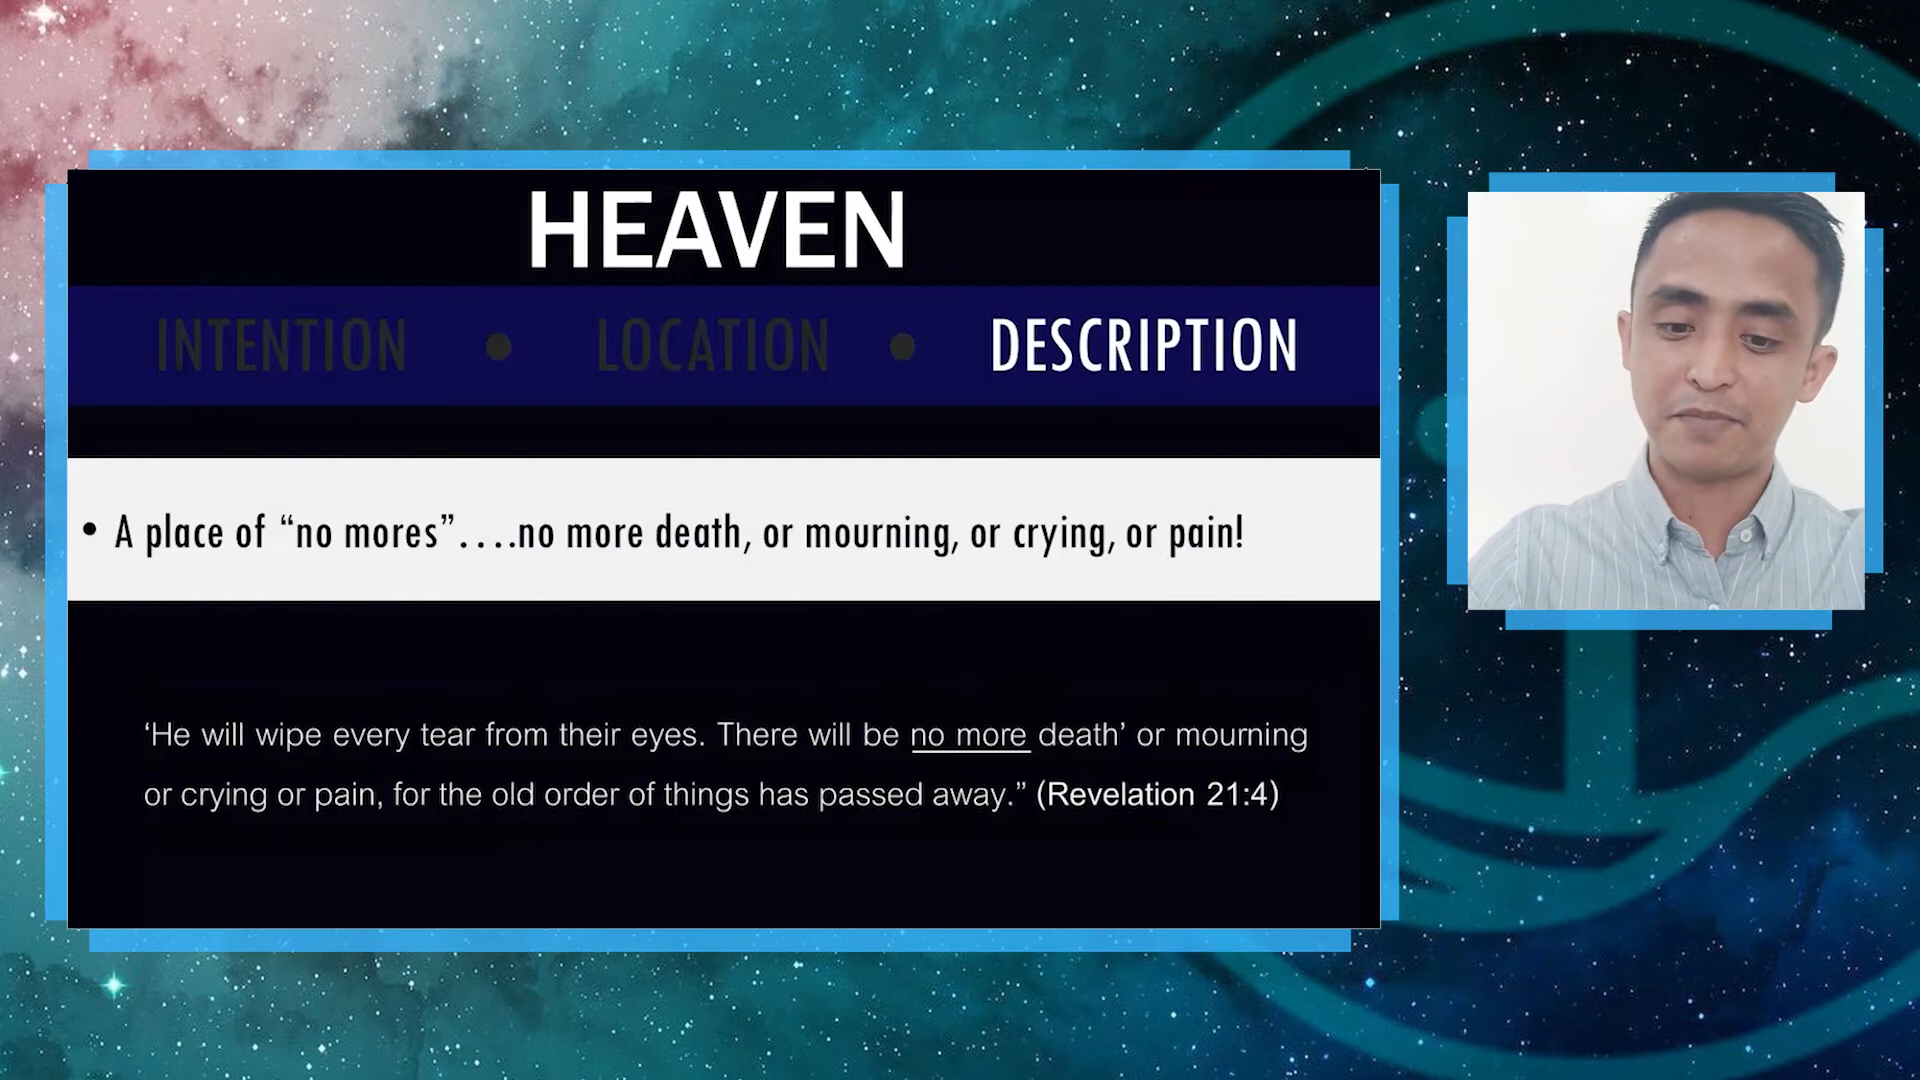 HEAVEN
INTENTION • LOCATION • DESCRIPTION
• A place of “no mores”....no more death, or mourning, or crying, or pain!
‘He will wipe every tear from their eyes. There will be no more death’ or mourning
or crying or pain, for the old order of things has passed away.” (Revelation 21:4)